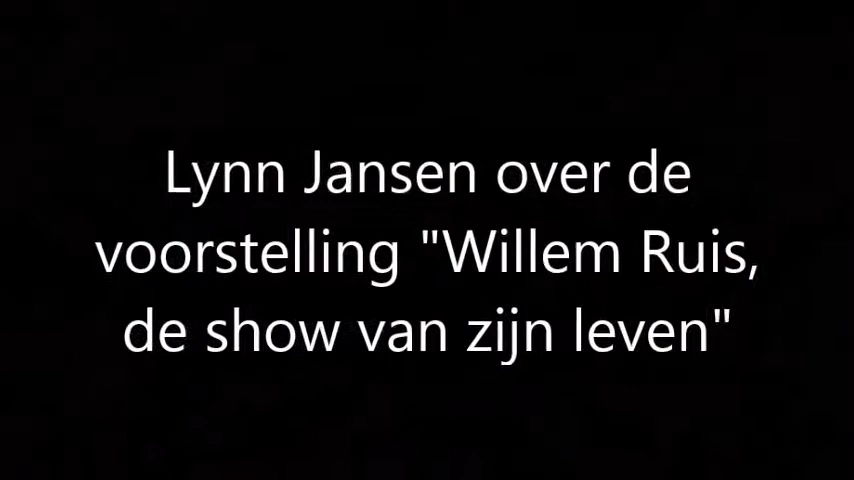 Lynn Jansen over de
voorstelling "Willem Ruis,
de show van zijn leven"